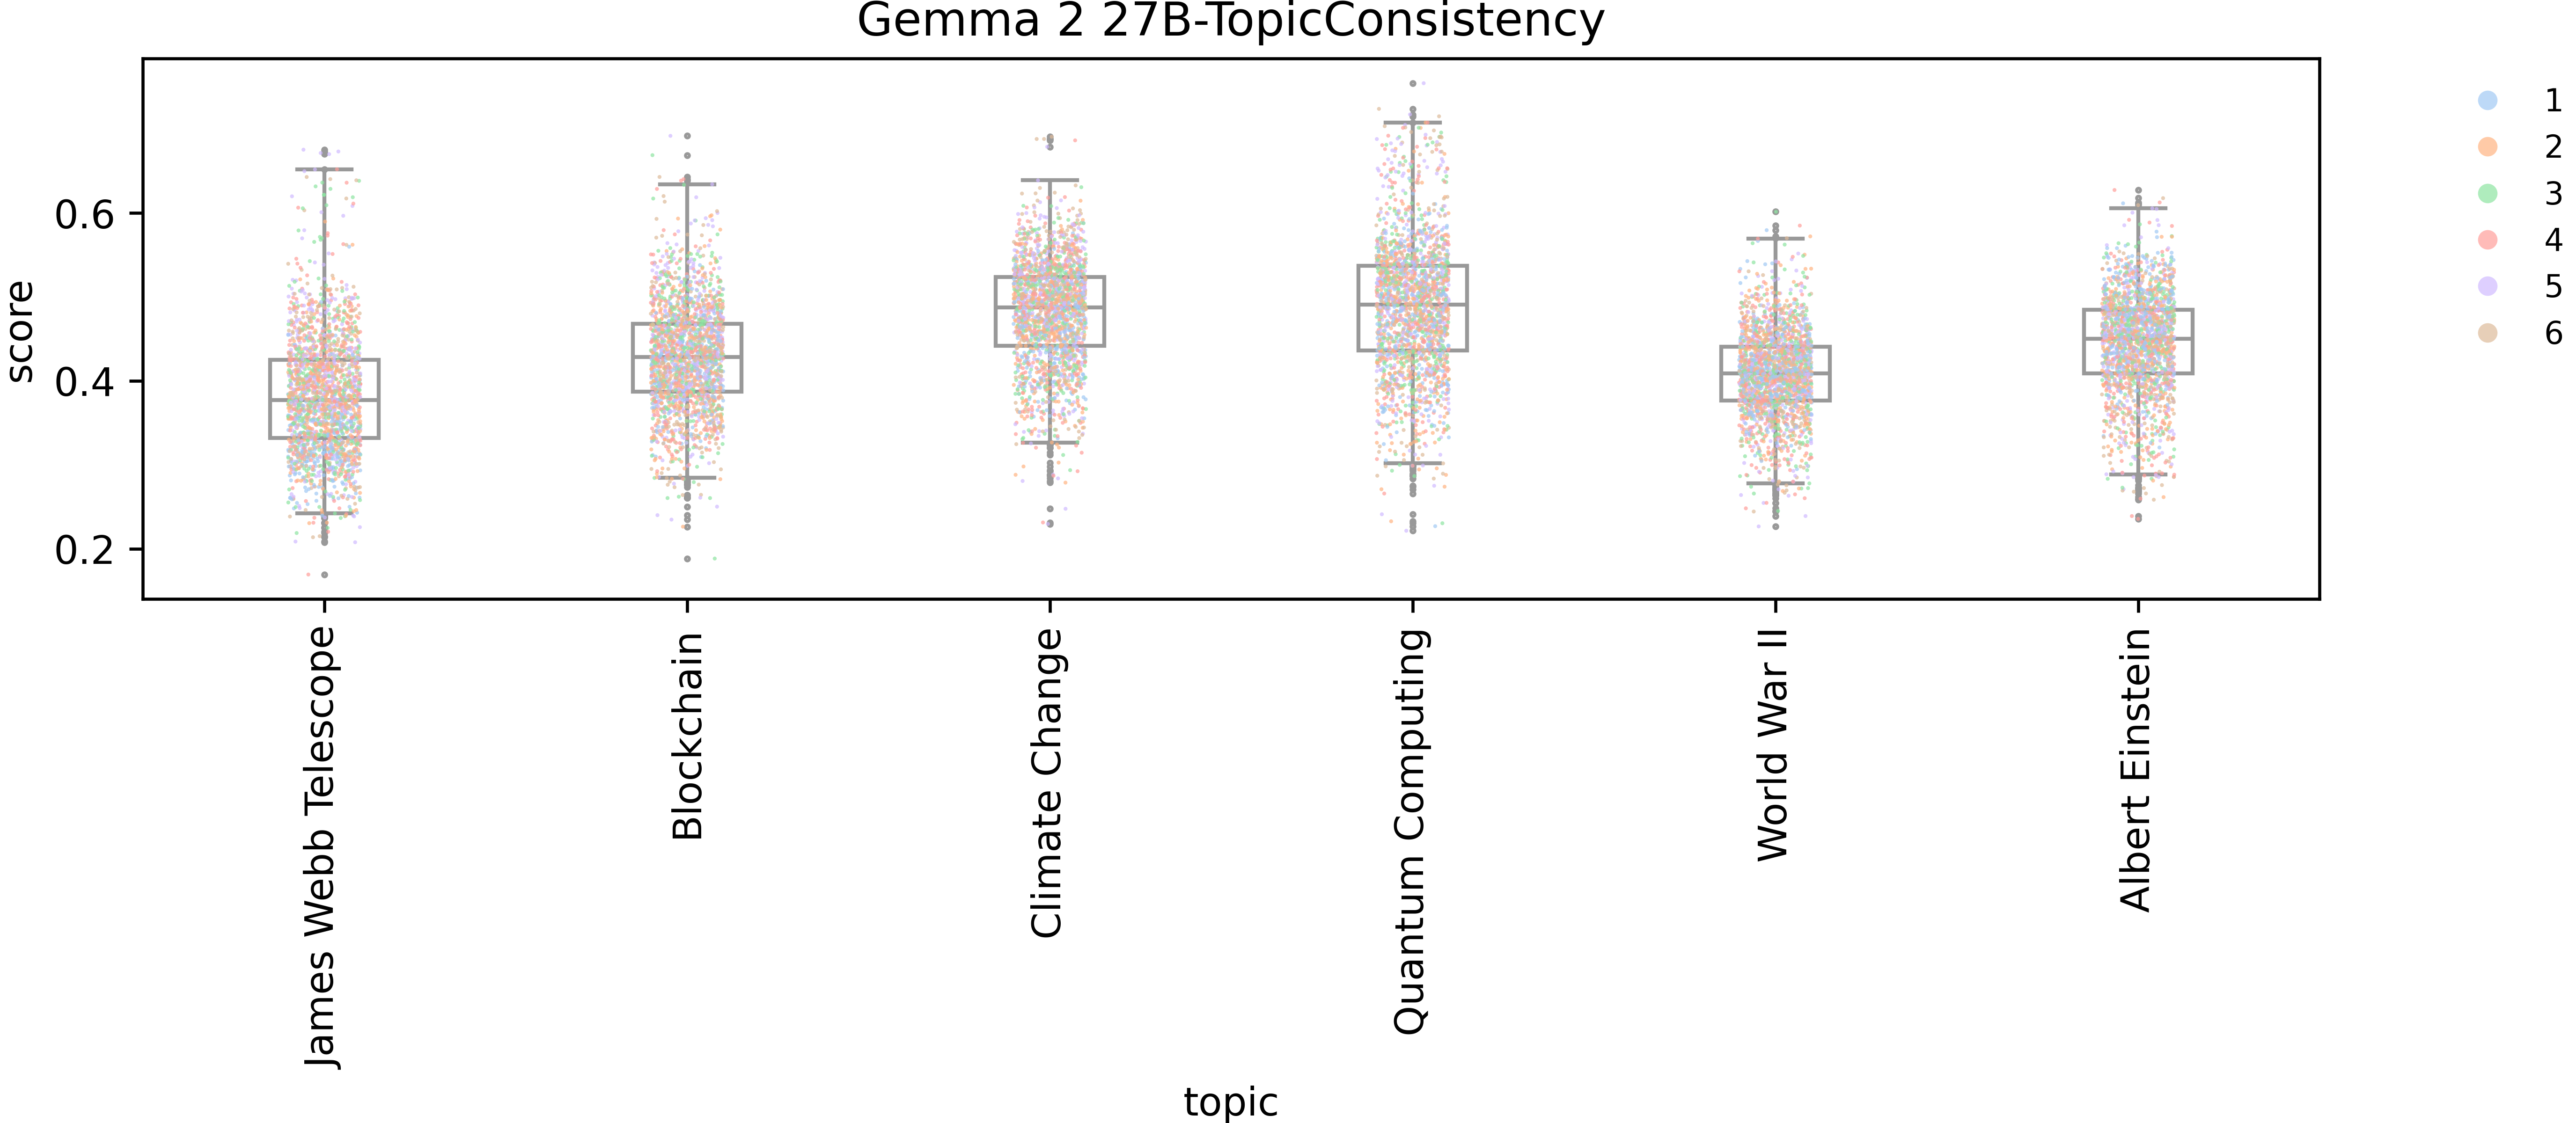 Gemma 2 27B-TopicConsistency
score
0.6
0.4
0.2
James Webb Telescope
Blockchain
Climate Change
Quantum Computing
World War II
Albert Einstein
topic
1
2
3
4
5
6